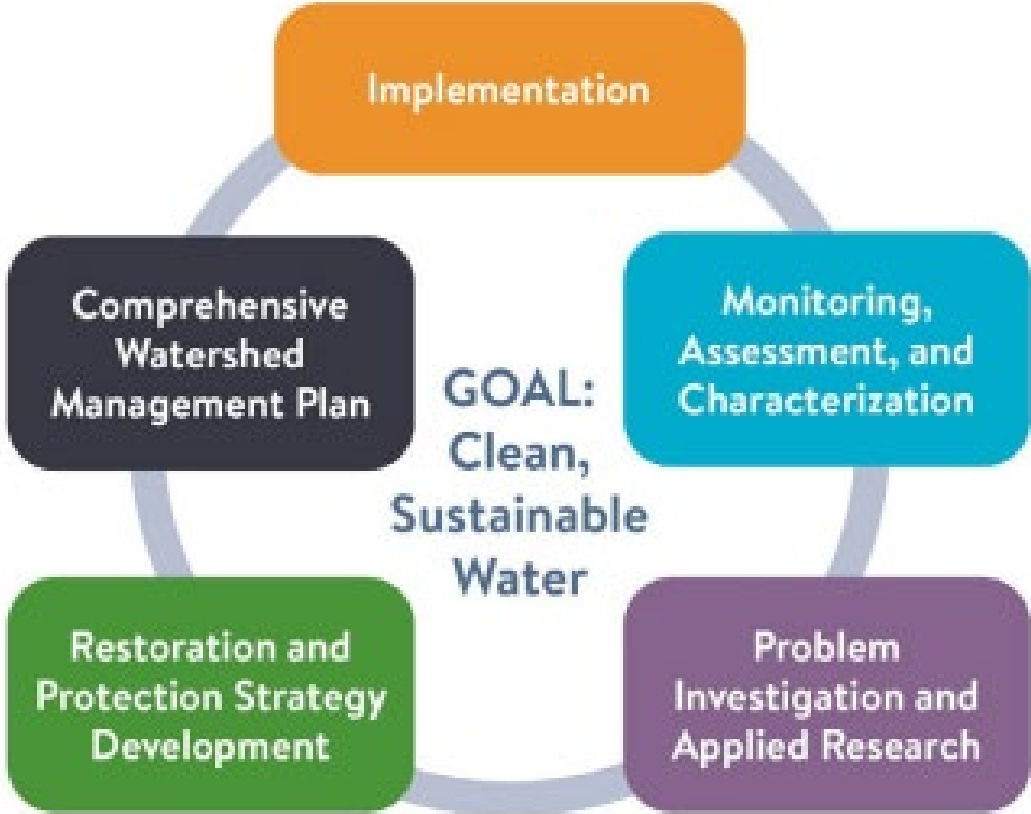 Implementation
Monitoring,
Assessment, and
Characterization
Problem
Investigation and
Applied Research
Restoration and
Protection Strategy
Development
Comprehensive
Watershed
Management Plan
GOAL:
Clean,
Sustainable
Water